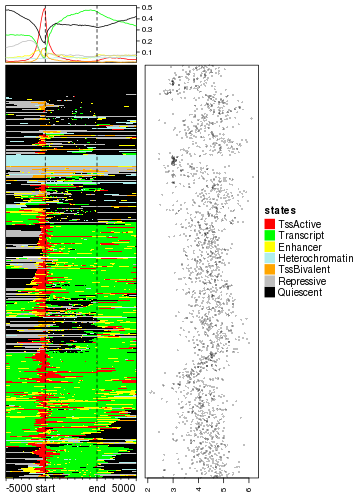 0.5
0.4
0.3
0.2
0.1
states
TssActive
Transcript
Enhancer
Heterochromatin
TssBivalent
Repressive
Quiescent
-5000 start end 5000
2 3 4 5 6